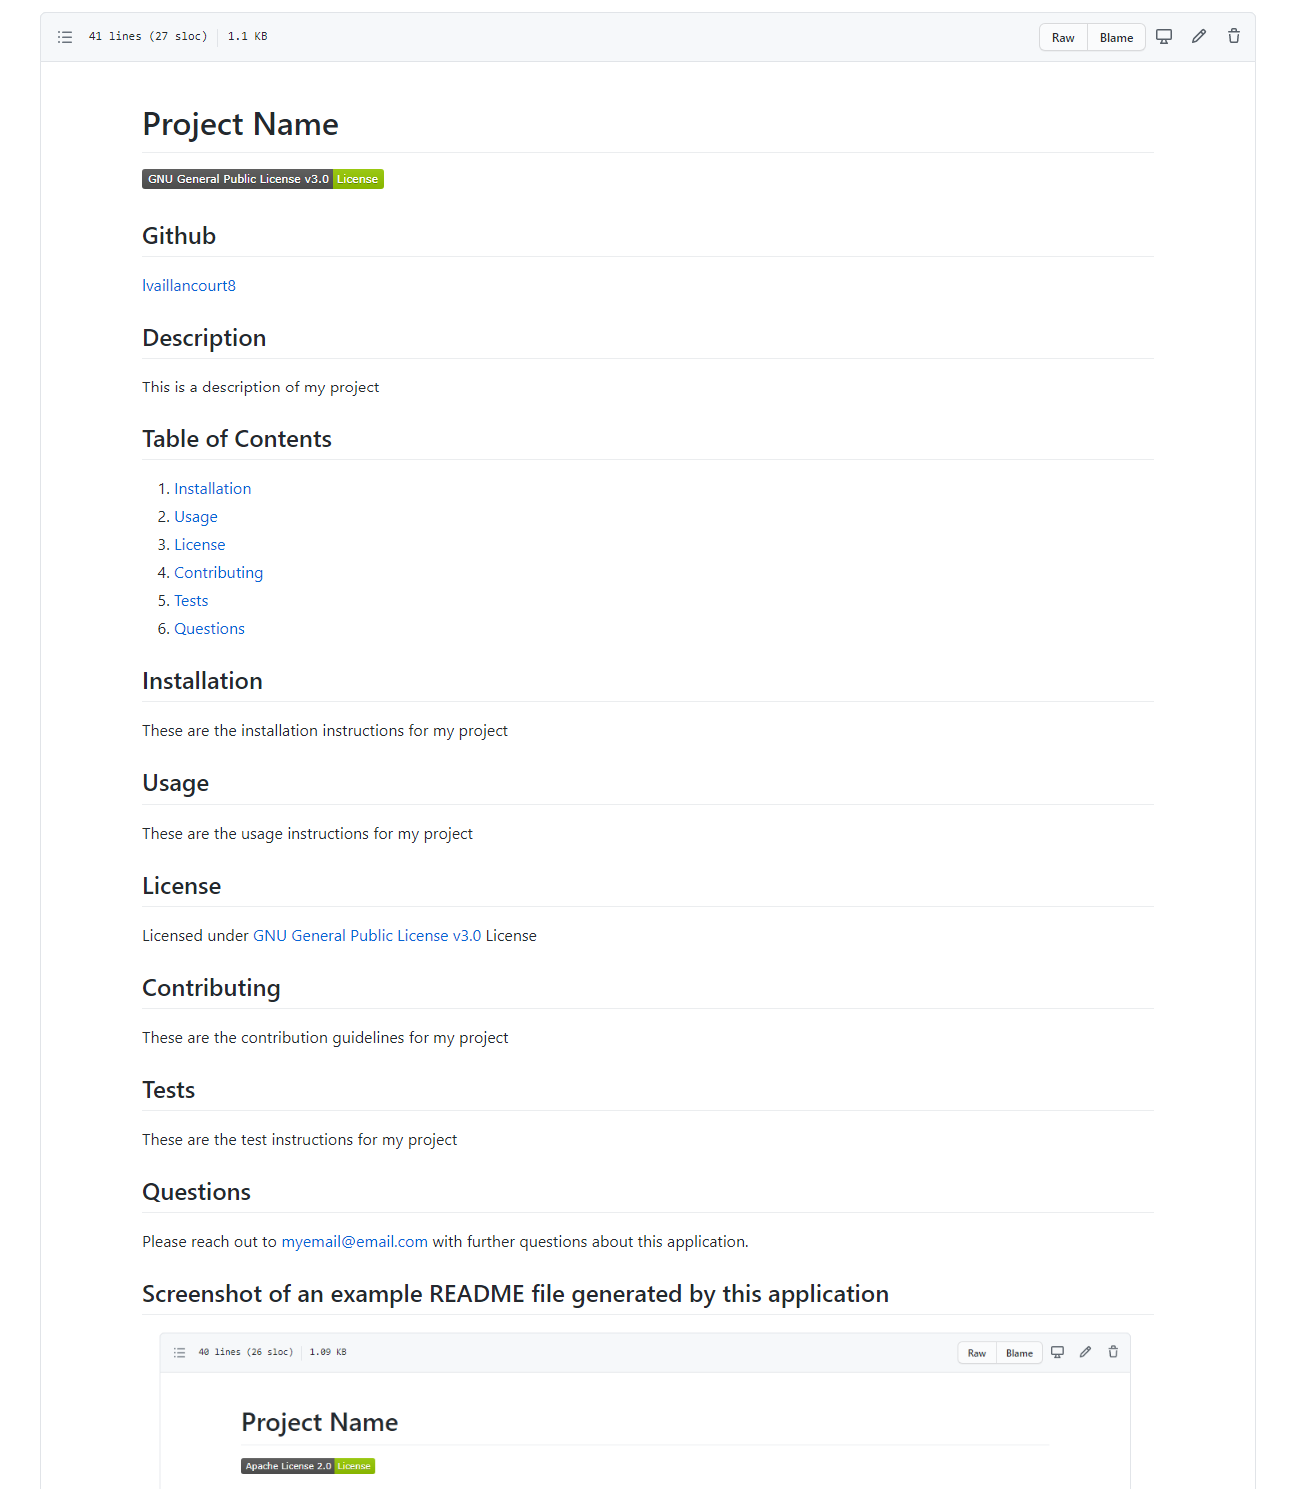 41 lines (27 sloc) 1.1 KB Raw Blame
Project Name
GNU General Public License v3.0 License
Github
lvaillancourt8
Description
This is a description of my project
Table of Contents
1. Installation
2. Usage
3. License
4. Contributing
5. Tests
6. Questions
Installation
These are the installation instructions for my project
Usage
These are the usage instructions for my project
License
Licensed under GNU General Public License v3.0 License
Contributing
These are the contribution guidelines for my project
Tests
These are the test instructions for my project
Questions
Please reach out to myemail@email.com with further questions about this application.
Screenshot of an example README file generated by this application
40 lines (26 sloc) 1.09 KB Raw Blame
Project Name
Apache License 2.0 License